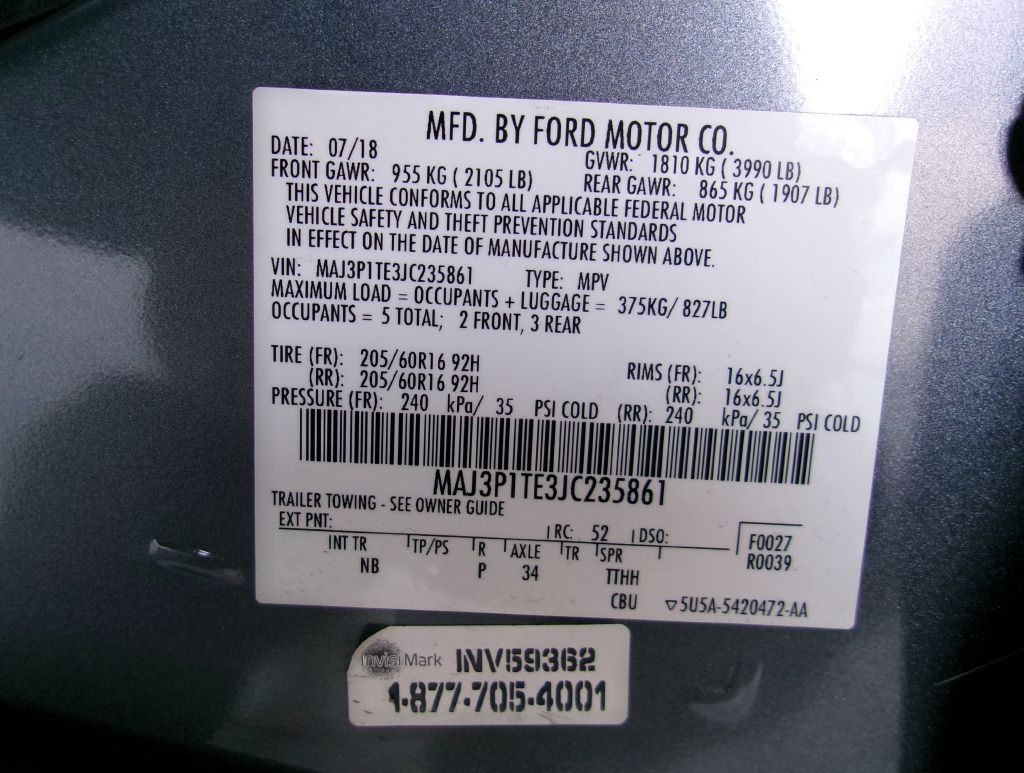 MFD. BY FORD MOTOR CO.
DATE: 07/18 GVWR: 1810 KG ( 3990 LB)
FRONT GAWR: 955 KG ( 2105 LB) REAR GAWR: 865 KG ( 1907 LB)
THIS VEHICLE CONFORMS TO ALL APPLICABLE FEDERAL MOTOR
VEHICLE SAFETY AND THEFT PREVENTION STANDARDS
IN EFFECT ON THE DATE OF MANUFACTURE SHOWN ABOVE.
VIN: MAJ3P1TE3JC235861 TYPE: MPV
MAXIMUM LOAD = OCCUPANTS + LUGGAGE = 375KG/ 827LB
OCCUPANTS = 5 TOTAL; 2 FRONT, 3 REAR
TIRE (FR): 205/60R16 92H RIMS (FR): 16x6.5J
(RR): 205/60R16 92H (RR): 16x6.5J
PRESSURE (FR): 240 kPa/ 35 PSI COLD (RR): 240 kPa/ 35 PSI COLD
MAJ3P1TE3JC235861
TRAILER TOWING - SEE OWNER GUIDE
EXT PNT: RC: 52 DSO: F0027
INT TR TP/PS R AXLE TR SPR R0039
NB P 34 TTHH
CBU ▽5U5A-5420472-AA
InvisiMark INV59362
1-877-705-4001